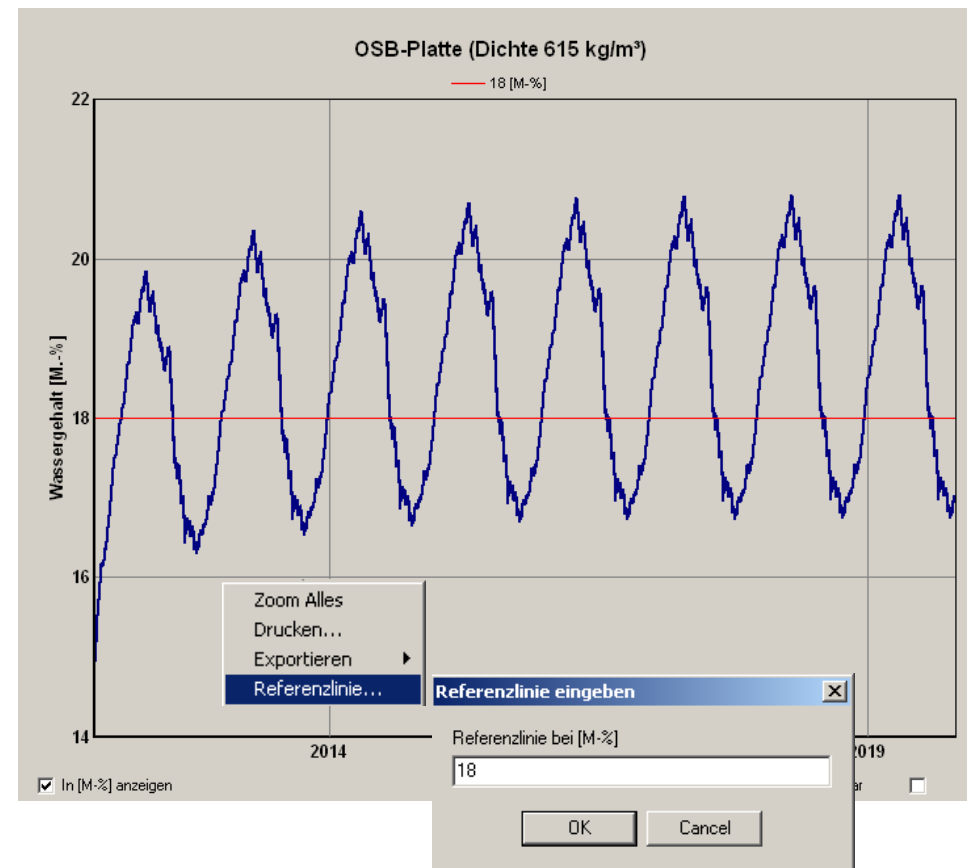 OSB-Platte (Dichte 615 kg/m³)
18 [M-%]
22
20
Wassergehalt [M.-%]
18
16
Zoom Alles
Drucken...
Exportieren
Referenzlinie...
Referenzlinie eingeben
14
Referenzlinie bei [M-%]
2014
2019
18
In [M-%] anzeigen
OK
Cancel